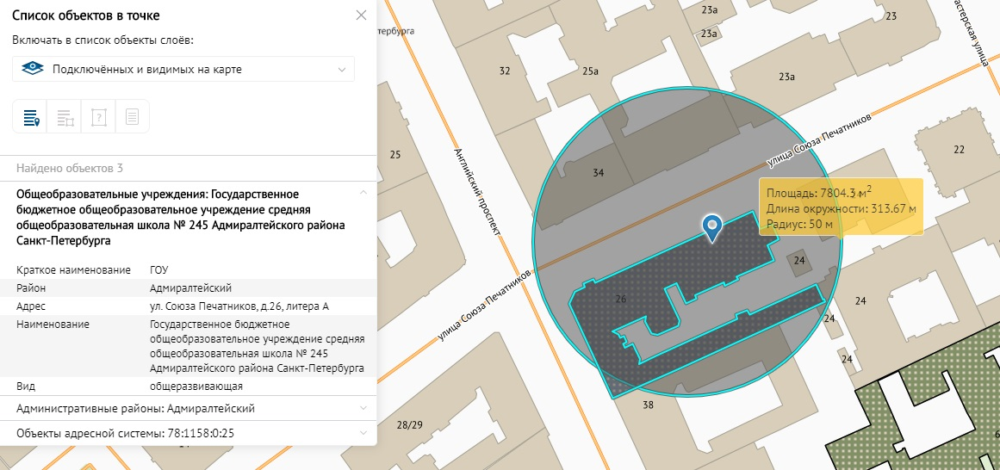 Список объектов в точке
Включать в список объекты слоёв:
Подключённых и видимых на карте
?
Найдено объектов 3
Общеобразовательные учреждения: Государственное
бюджетное общеобразовательное учреждение средняя
общеобразовательная школа № 245 Адмиралтейского района
Санкт-Петербурга
Краткое наименование ГОУ
Район Адмиралтейский
Адрес ул. Союза Печатников, д.26, литера А
Наименование Государственное бюджетное
общеобразовательное учреждение средняя
общеобразовательная школа № 245
Адмиралтейского района Санкт-Петербурга
Вид общеразвивающая
Административные районы: Адмиралтейский
Объекты адресной системы: 78:1158:0:25
тербурга
32
25а
23а
23а
23
23а
астерская улица
25
Английский проспект
34
улица Союза Печатников
22
Площадь: 7804.3 м2
Длина окружности: 313.67 м
Радиус: 50 м
24
26
24
24
24
улица Союза Печатников
38
28/29
6